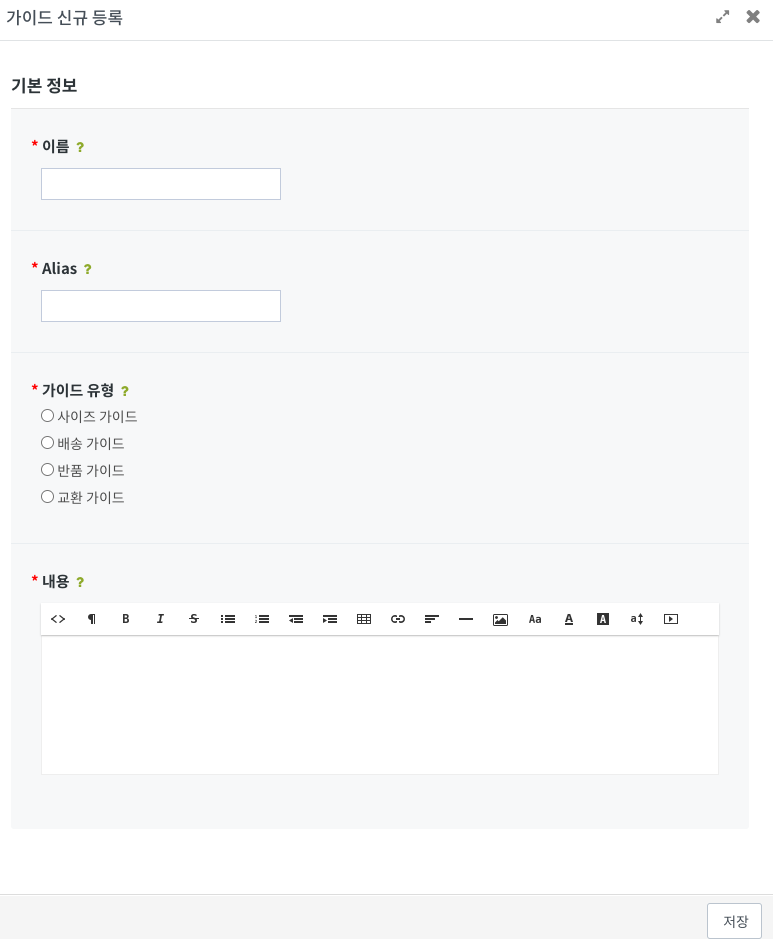 가이드 신규 등록
기본 정보
* 이름 ?
* Alias ?
* 가이드 유형 ?
사이즈 가이드
배송 가이드
반품 가이드
교환 가이드
* 내용 ?
<> ¶ B I S Aa A A a
저장